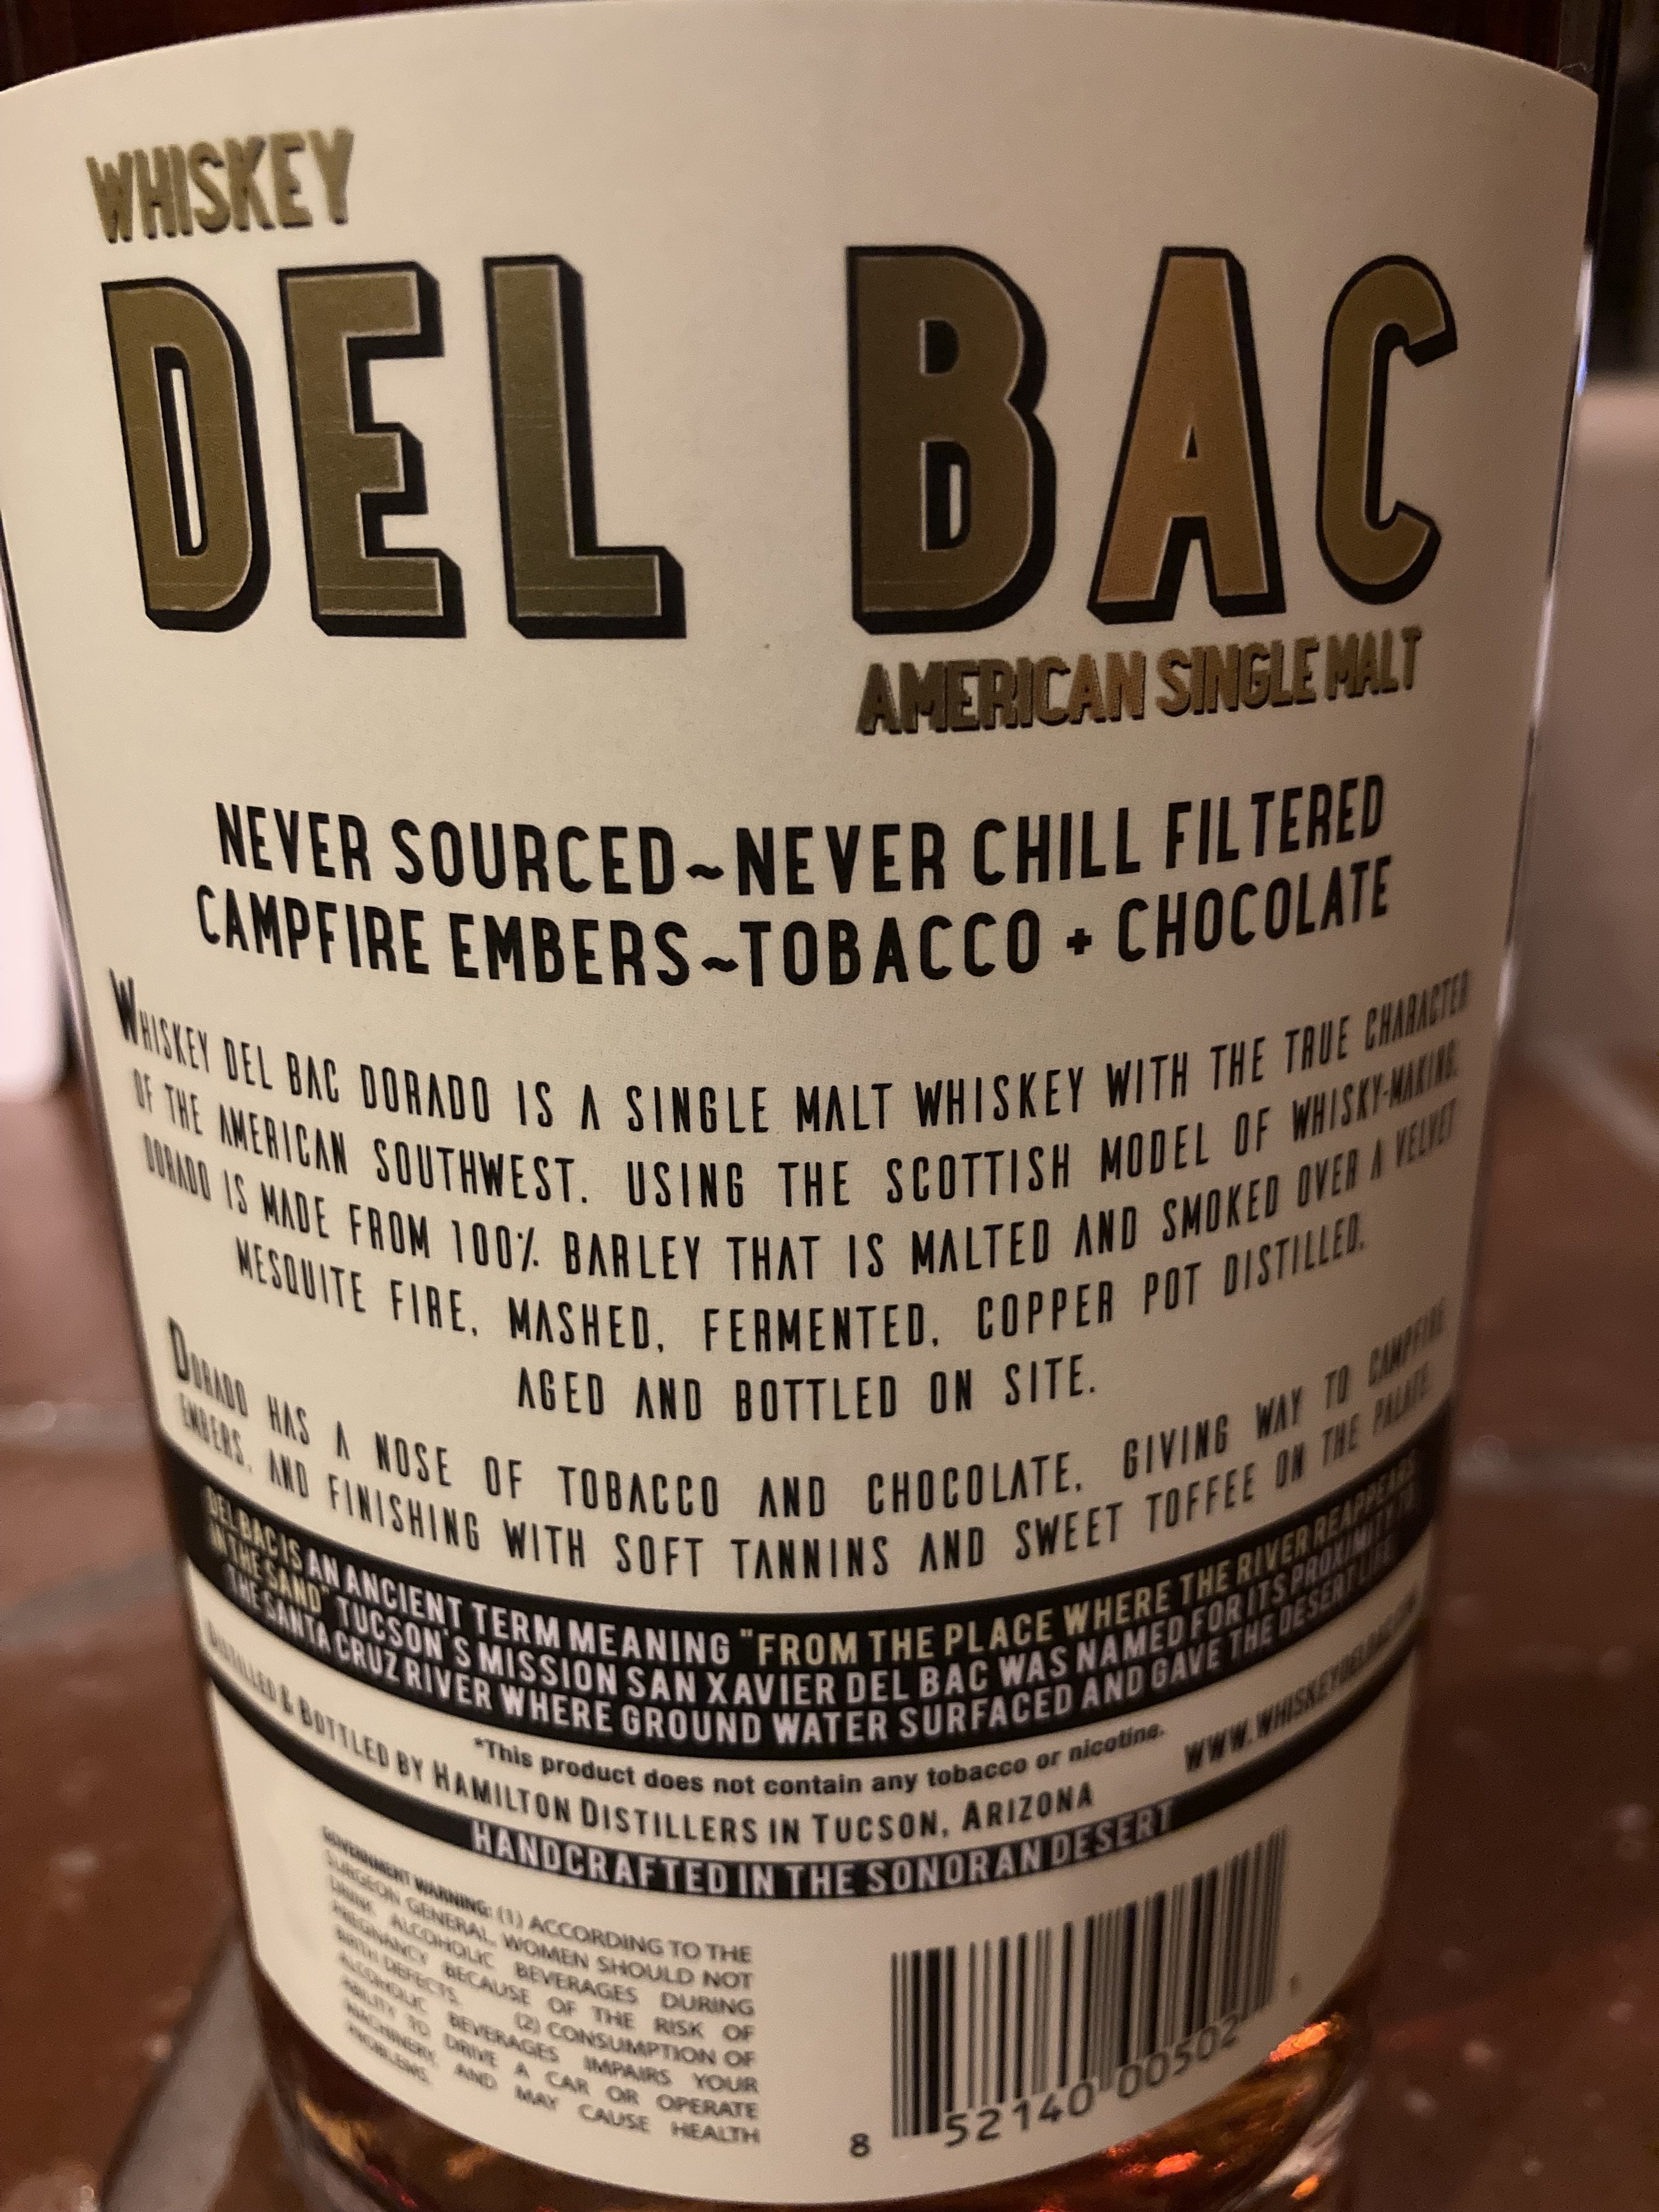 WHISKEY
DEL BAC
AMERICAN SINGLE MALT
NEVER SOURCED~NEVER CHILL FILTERED
CAMPFIRE EMBERS~TOBACCO + CHOCOLATE
WHISKEY DEL BAC DORADO IS A SINGLE MALT WHISKEY WITH THE TRUE CHARACTER
OF THE AMERICAN SOUTHWEST. USING THE SCOTTISH MODEL OF WHISKY-MAKING,
DORADO IS MADE FROM 100% BARLEY THAT IS MALTED AND SMOKED OVER A VELVET
MESQUITE FIRE, MASHED, FERMENTED, COPPER POT DISTILLED,
AGED AND BOTTLED ON SITE.
DORADO HAS A NOSE OF TOBACCO AND CHOCOLATE, GIVING WAY TO CAMPFIRE
EMBERS, AND FINISHING WITH SOFT TANNINS AND SWEET TOFFEE ON THE PALATE.
DEL BAC IS AN ANCIENT TERM MEANING "FROM THE PLACE WHERE THE RIVER REAPPEARS
IN THE SAND" TUCSON'S MISSION SAN XAVIER DEL BAC WAS NAMED FOR ITS PROXIMITY TO
THE SANTA CRUZ RIVER WHERE GROUND WATER SURFACED AND GAVE THE DESERT LIFE.
*This product does not contain any tobacco or nicotine.
DISTILLED & BOTTLED BY HAMILTON DISTILLERS IN TUCSON, ARIZONA WWW.WHISKEYDELBAC.COM
HANDCRAFTED IN THE SONORAN DESERT
GOVERNMENT WARNING: (1) ACCORDING TO THE
SURGEON GENERAL, WOMEN SHOULD NOT
DRINK ALCOHOLIC BEVERAGES DURING
PREGNANCY BECAUSE OF THE RISK OF
BIRTH DEFECTS. (2) CONSUMPTION OF
ALCOHOLIC BEVERAGES IMPAIRS YOUR
ABILITY TO DRIVE A CAR OR OPERATE
MACHINERY, AND MAY CAUSE HEALTH
PROBLEMS.
8 52140 00502 1